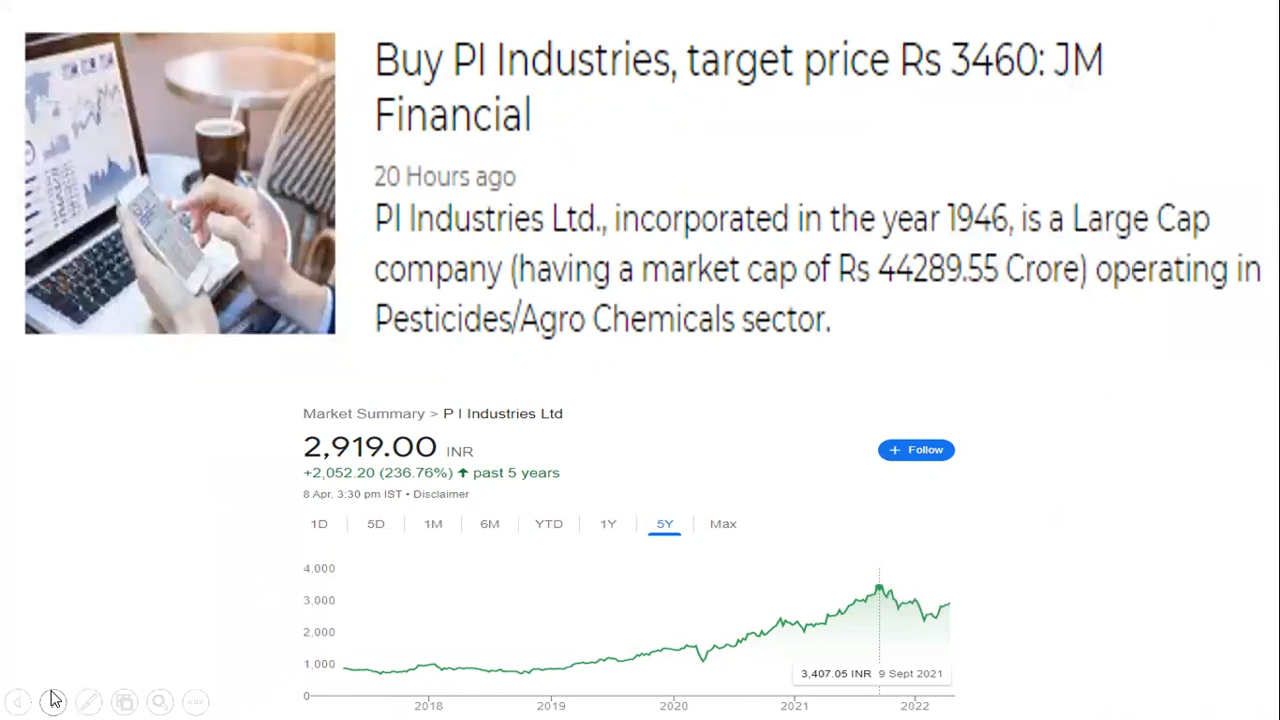 Buy PI Industries, target price Rs 3460: JM
Financial
20 Hours ago
PI Industries Ltd., incorporated in the year 1946, is a Large Cap
company (having a market cap of Rs 44289.55 Crore) operating in
Pesticides/Agro Chemicals sector.
Market Summary > P I Industries Ltd
2,919.00 INR
+ Follow
+2,052.20 (236.76%) ↑ past 5 years
8 Apr, 3:30 pm IST • Disclaimer
1D 5D 1M 6M YTD 1Y 5Y Max
4,000
3,000
2,000
1,000
0
3,407.05 INR 9 Sept 2021
2018 2019 2020 2021 2022